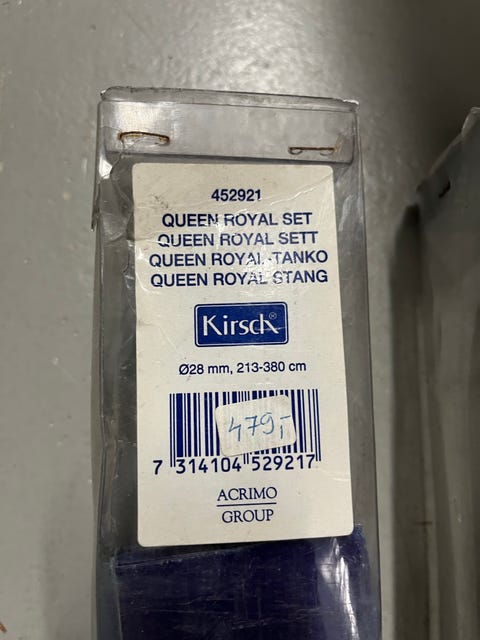 452921
QUEEN ROYAL SET
QUEEN ROYAL SETT
QUEEN ROYAL TANKO
QUEEN ROYAL STANG
Kirsch®
Ø28 mm, 213-380 cm
479,-
7 314104 529217
ACRIMO
GROUP